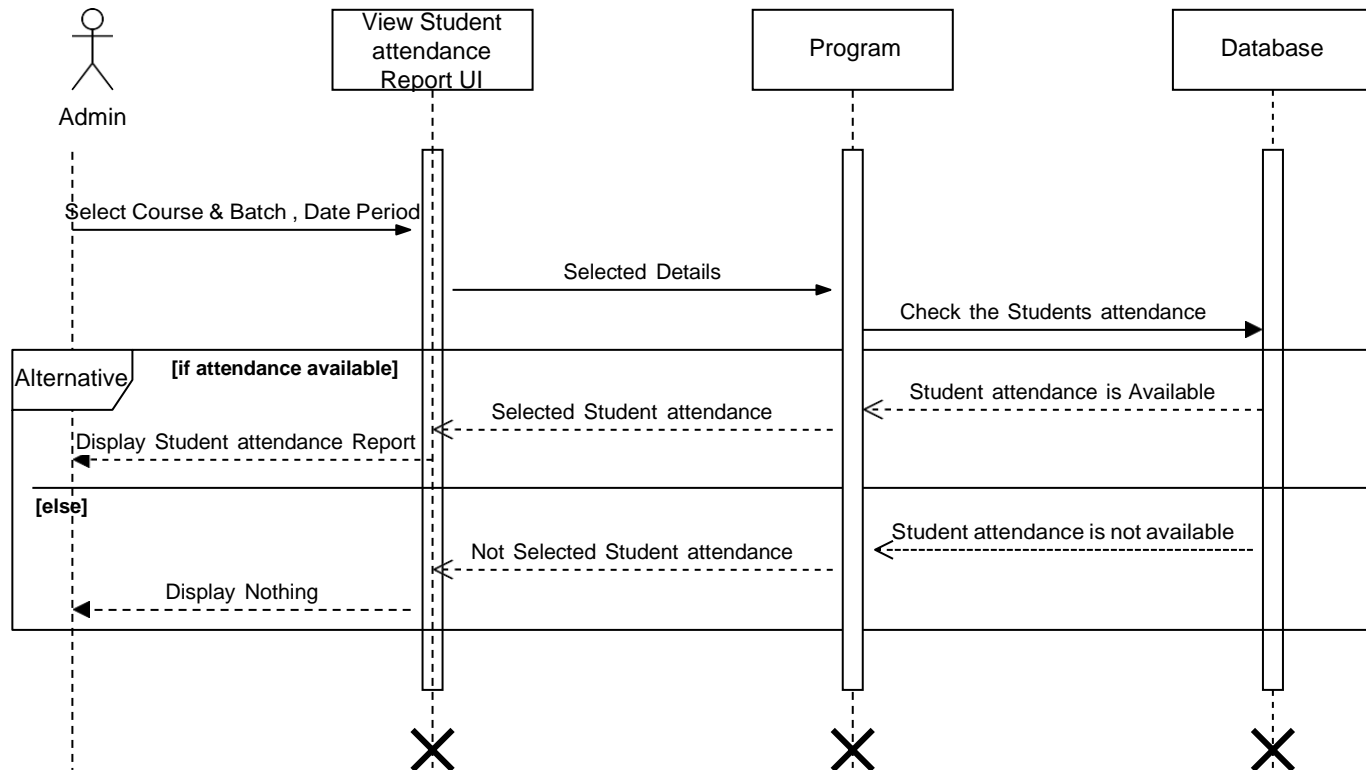 View Student
attendance
Report UI
Program
Database
Admin
Select Course & Batch , Date Period
Selected Details
Check the Students attendance
Alternative
[if attendance available]
Student attendance is Available
Selected Student attendance
Display Student attendance Report
[else]
Student attendance is not available
Not Selected Student attendance
Display Nothing